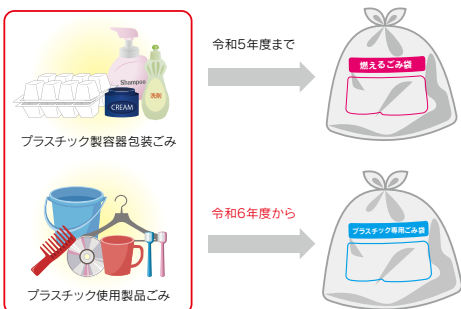 令和5年度まで
燃えるごみ袋
Shampoo
洗剤
CREAM
プラスチック製容器包装ごみ
令和6年度から
プラスチック専用ごみ袋
プラスチック使用製品ごみ